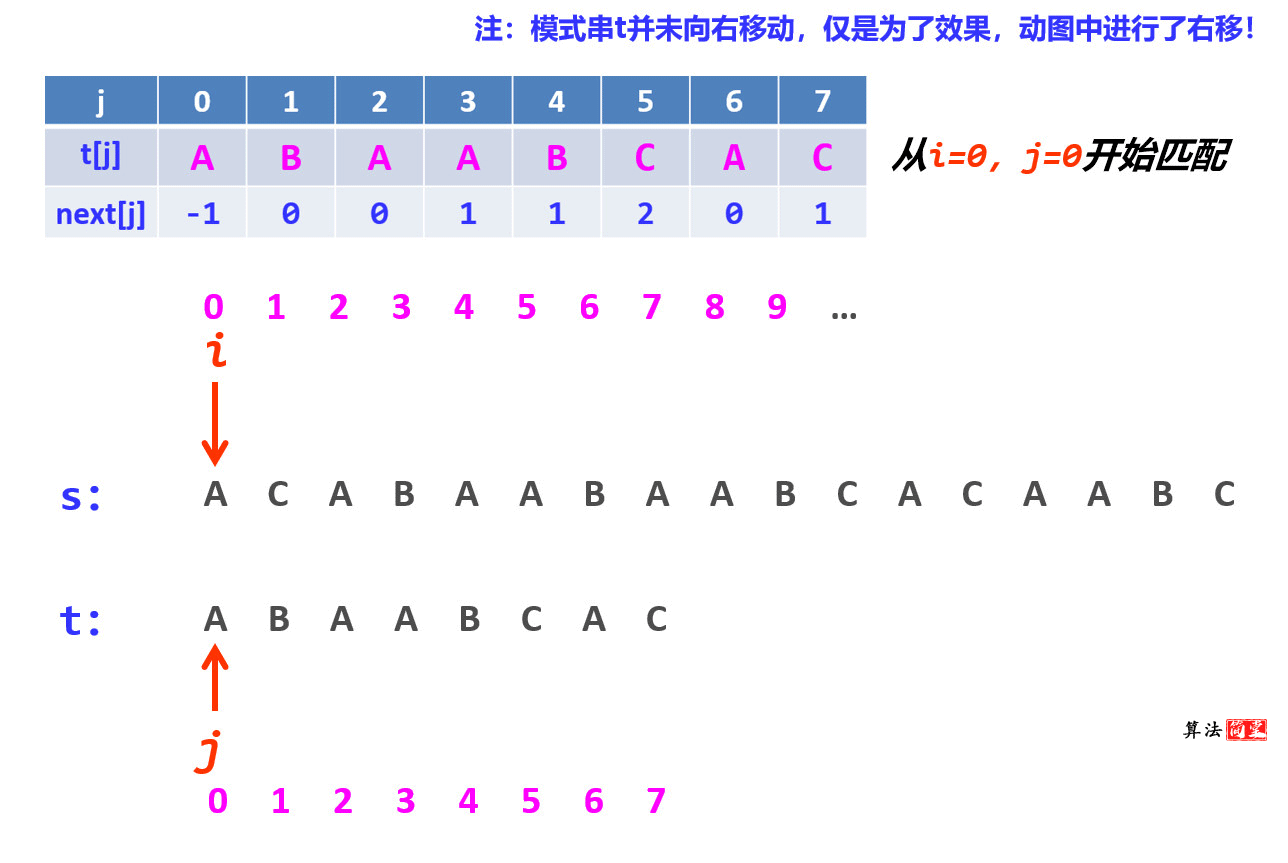 注：模式串t并未向右移动，仅是为了效果，动图中进行了右移！
j 0 1 2 3 4 5 6 7
t[j] A B A A B C A C
next[j] -1 0 0 1 1 2 0 1
从i=0, j=0开始匹配
0 1 2 3 4 5 6 7 8 9 …
i
s: A C A B A A B A A B C A C A A B C
t: A B A A B C A C
j
算法
0 1 2 3 4 5 6 7